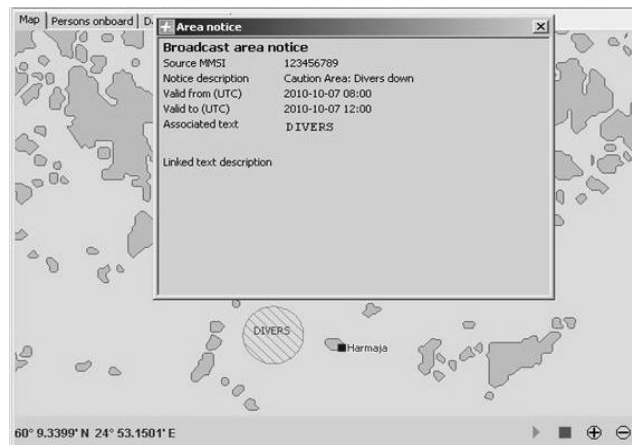 Map
Persons onboard
Area notice
Broadcast area notice
Source MMSI 123456789
Notice description Caution Area: Divers down
Valid from (UTC) 2010-10-07 08:00
Valid to (UTC) 2010-10-07 12:00
Associated text DIVERS
Linked text description
DIVERS
Harmaja
60° 9.3399' N 24° 53.1501' E